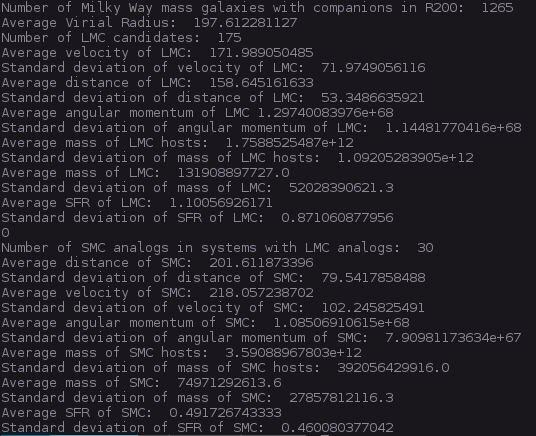 Number of Milky Way mass galaxies with companions in R200:  1265
Average Virial Radius:  197.612281127
Number of LMC candidates:  175
Average velocity of LMC:  171.989050485
Standard deviation of velocity of LMC:  71.9749056116
Average distance of LMC:  158.645161633
Standard deviation of distance of LMC:  53.3486635921
Average angular momentum of LMC 1.29740083976e+68
Standard deviation of angular momentum of LMC:  1.14481770416e+68
Average mass of LMC hosts:  1.7588525487e+12
Standard deviation of mass of LMC hosts:  1.09205283905e+12
Average mass of LMC:  131908897727.0
Standard deviation of mass of LMC:  52028390621.3
Average SFR of LMC:  1.10056926171
Standard deviation of SFR of LMC:  0.871060877956
0
Number of SMC analogs in systems with LMC analogs:  30
Average distance of SMC:  201.611873396
Standard deviation of distance of SMC:  79.5417858488
Average velocity of SMC:  218.057238702
Standard deviation of velocity of SMC:  102.245825491
Average angular momentum of SMC:  1.08506910615e+68
Standard deviation of angular momentum of SMC:  7.90981173634e+67
Average mass of SMC hosts:  3.59088967803e+12
Standard deviation of mass of SMC hosts:  392056429916.0
Average mass of SMC:  74971292613.6
Standard deviation of mass of SMC:  27857812116.3
Average SFR of SMC:  0.491726743333
Standard deviation of SFR of SMC:  0.460080377042